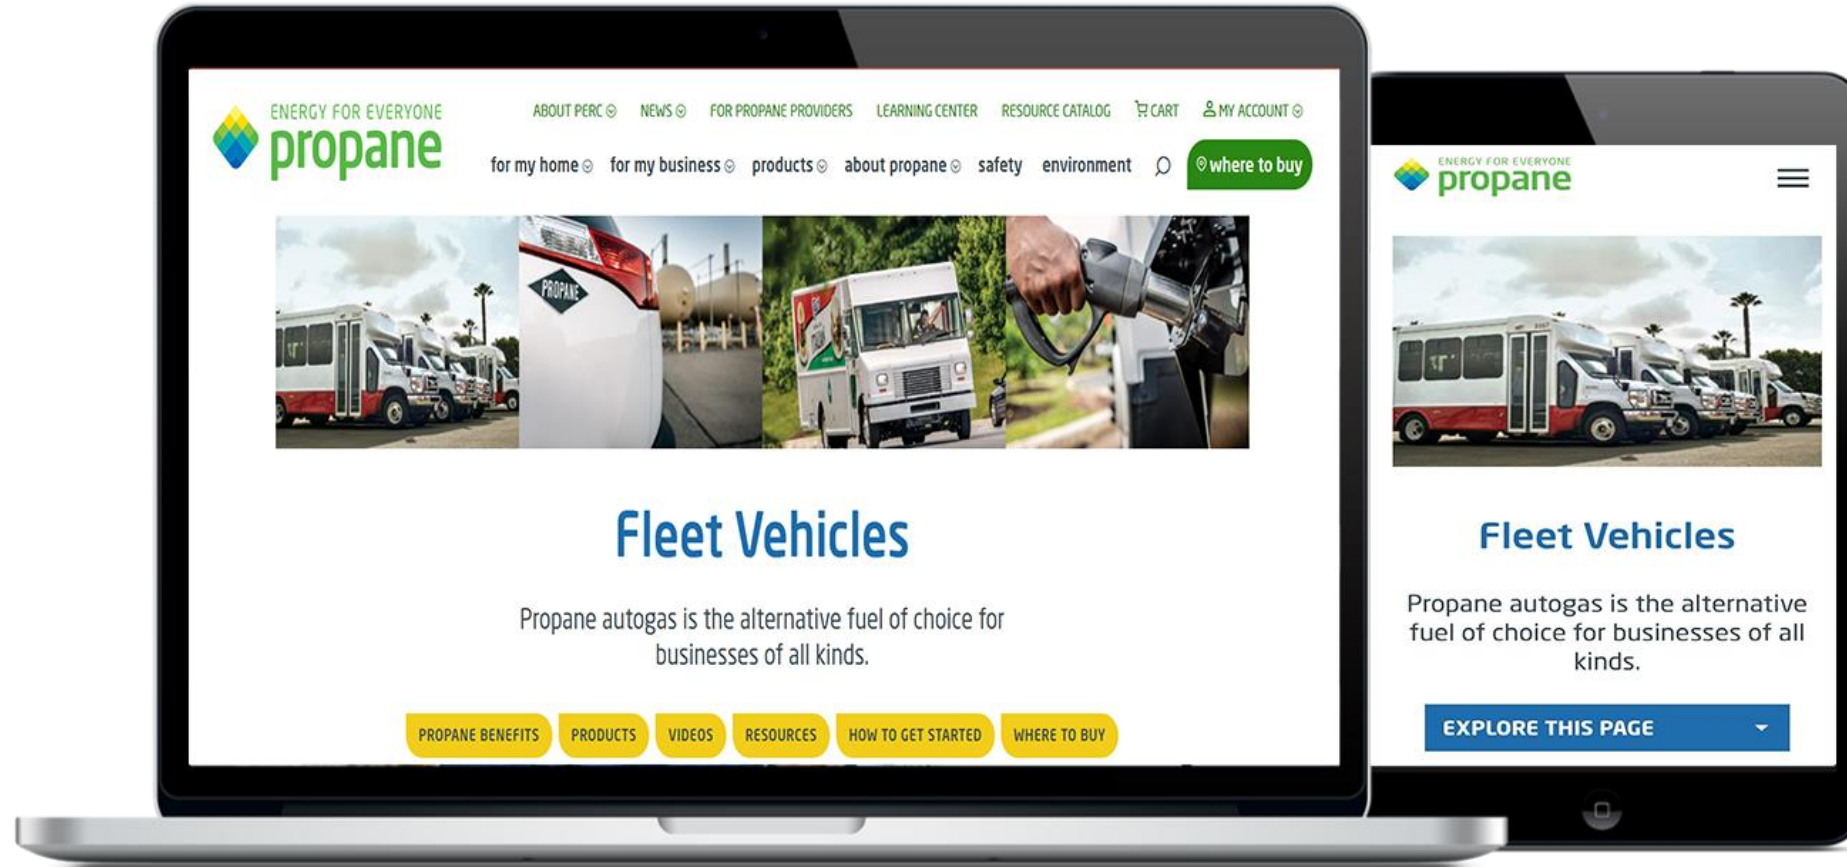 ENERGY FOR EVERYONE
propane
ABOUT PERC NEWS FOR PROPANE PROVIDERS LEARNING CENTER RESOURCE CATALOG CART MY ACCOUNT
for my home for my business products about propane safety environment where to buy
PROPANE
Fleet Vehicles
Propane autogas is the alternative fuel of choice for
businesses of all kinds.
PROPANE BENEFITS PRODUCTS VIDEOS RESOURCES HOW TO GET STARTED WHERE TO BUY
ENERGY FOR EVERYONE
propane
Fleet Vehicles
Propane autogas is the alternative
fuel of choice for businesses of all
kinds.
EXPLORE THIS PAGE